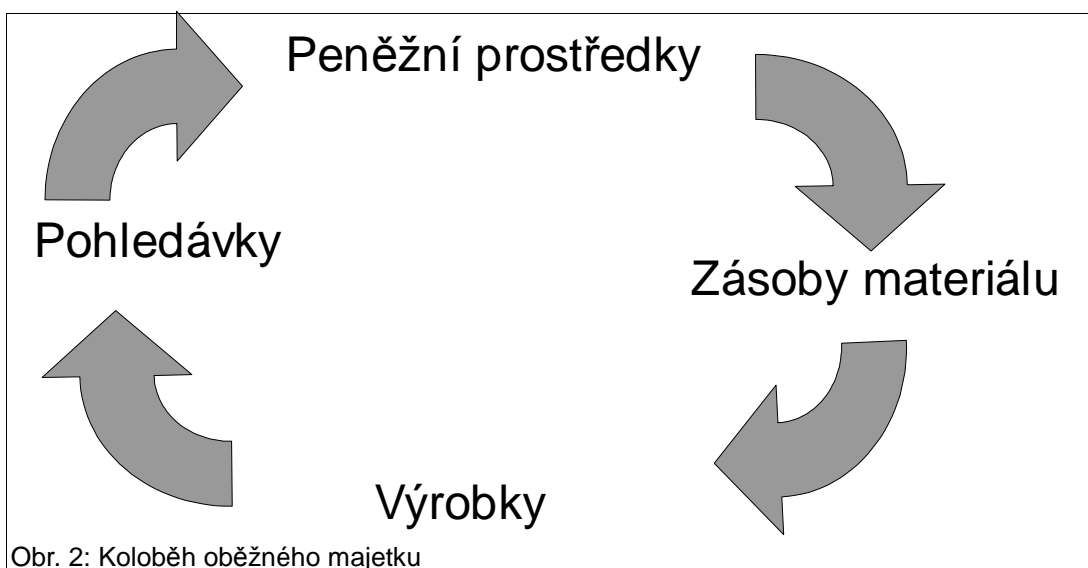 Peněžní prostředky
Pohledávky
Zásoby materiálu
Výrobky
Obr. 2: Koloběh oběžného majetku